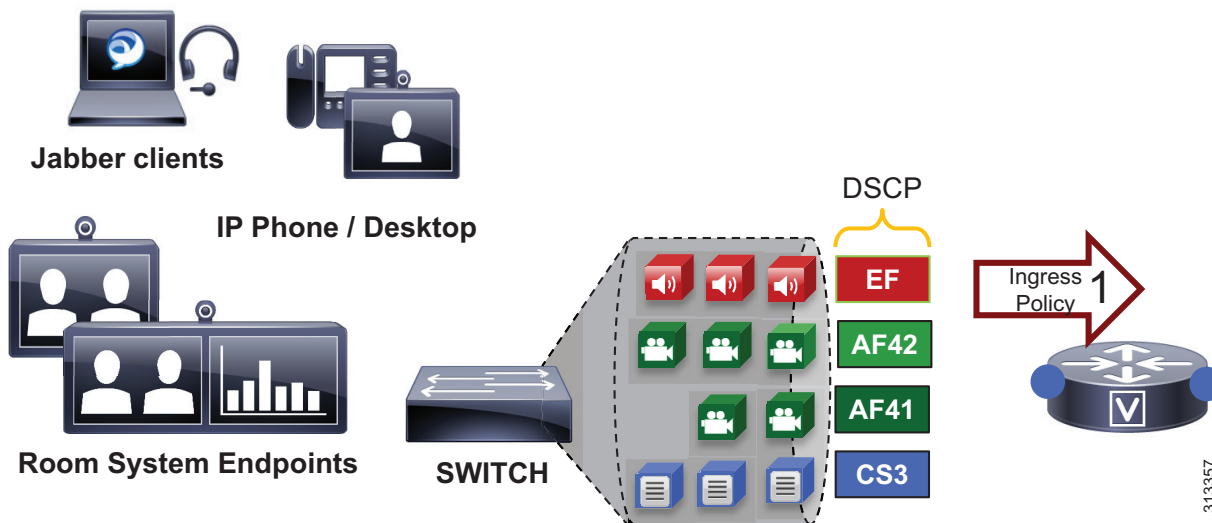 Jabber clients
IP Phone / Desktop
Room System Endpoints
SWITCH
DSCP
EF
AF42
AF41
CS3
Ingress
Policy
1
V
313357